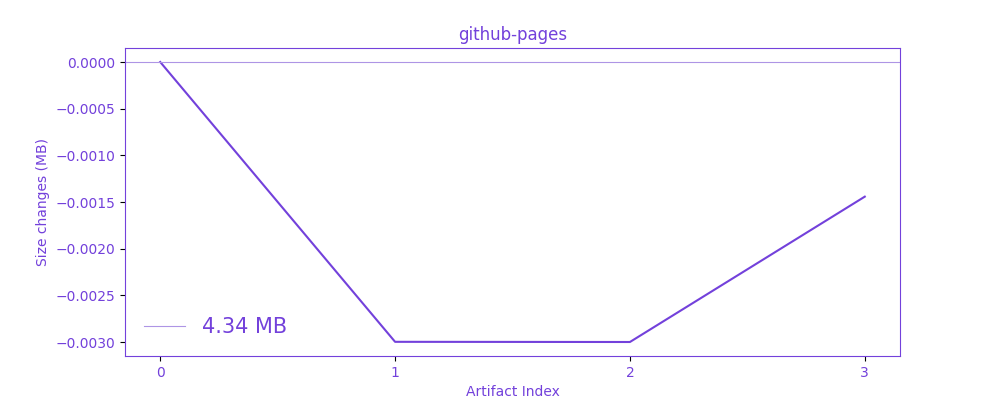 github-pages
Size changes (MB)
0.0000
−0.0005
−0.0010
−0.0015
−0.0020
−0.0025
−0.0030
4.34 MB
0 1 2 3
Artifact Index